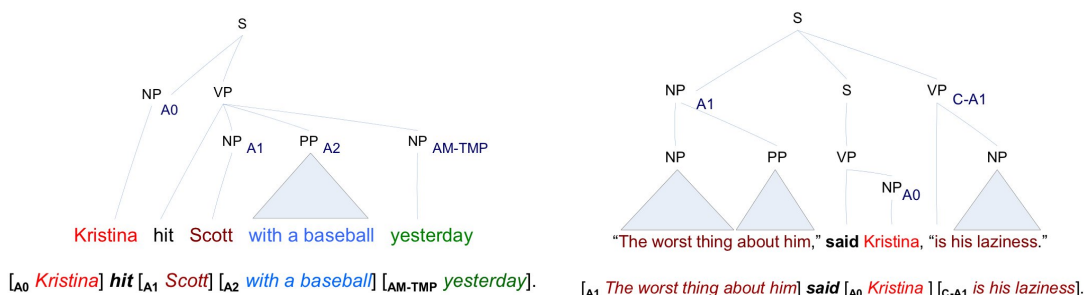 S
NP A0 VP
NP A1 PP A2 NP AM-TMP
Kristina hit Scott with a baseball yesterday
[A0 Kristina] hit [A1 Scott] [A2 with a baseball] [AM-TMP yesterday].
S
NP A1 S VP C-A1
NP PP VP NP
NP A0
“The worst thing about him,” said Kristina, “is his laziness.”
[A1 The worst thing about him] said [A0 Kristina ] [C-A1 is his laziness].